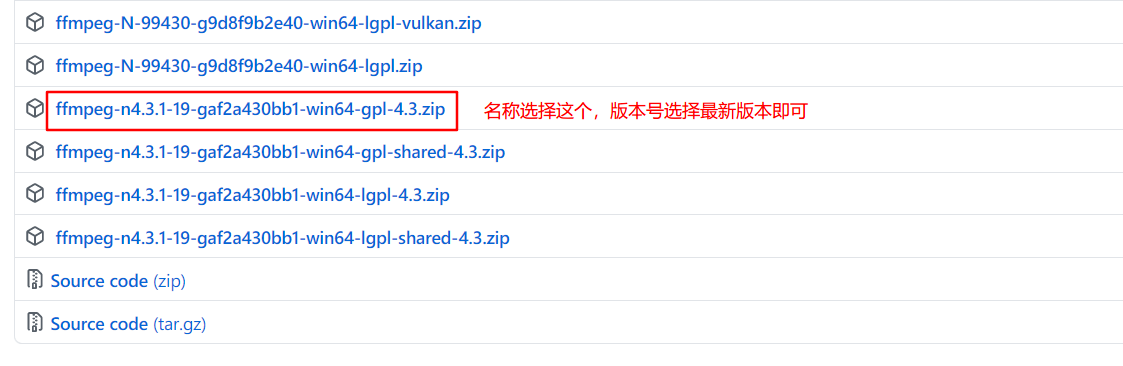 ffmpeg-N-99430-g9d8f9b2e40-win64-lgpl-vulkan.zip
ffmpeg-N-99430-g9d8f9b2e40-win64-lgpl.zip
ffmpeg-n4.3.1-19-gaf2a430bb1-win64-gpl-4.3.zip 名称选择这个，版本号选择最新版本即可
ffmpeg-n4.3.1-19-gaf2a430bb1-win64-gpl-shared-4.3.zip
ffmpeg-n4.3.1-19-gaf2a430bb1-win64-lgpl-4.3.zip
ffmpeg-n4.3.1-19-gaf2a430bb1-win64-lgpl-shared-4.3.zip
Source code (zip)
Source code (tar.gz)